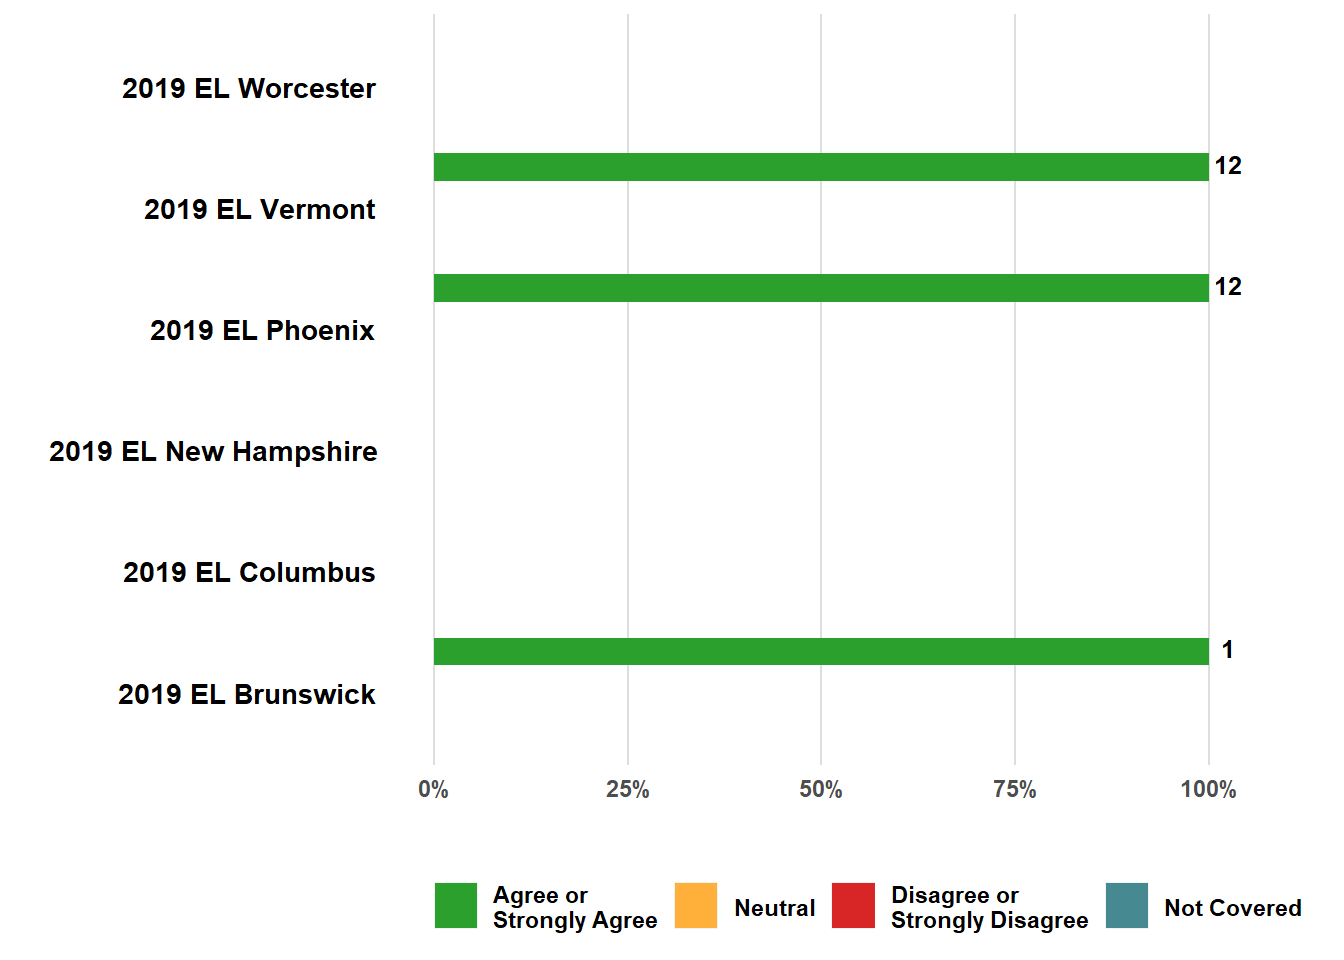 2019 EL Worcester
12
2019 EL Vermont
12
2019 EL Phoenix
2019 EL New Hampshire
2019 EL Columbus
1
2019 EL Brunswick
0% 25% 50% 75% 100%
Agree or
Strongly Agree
Neutral
Disagree or
Strongly Disagree
Not Covered